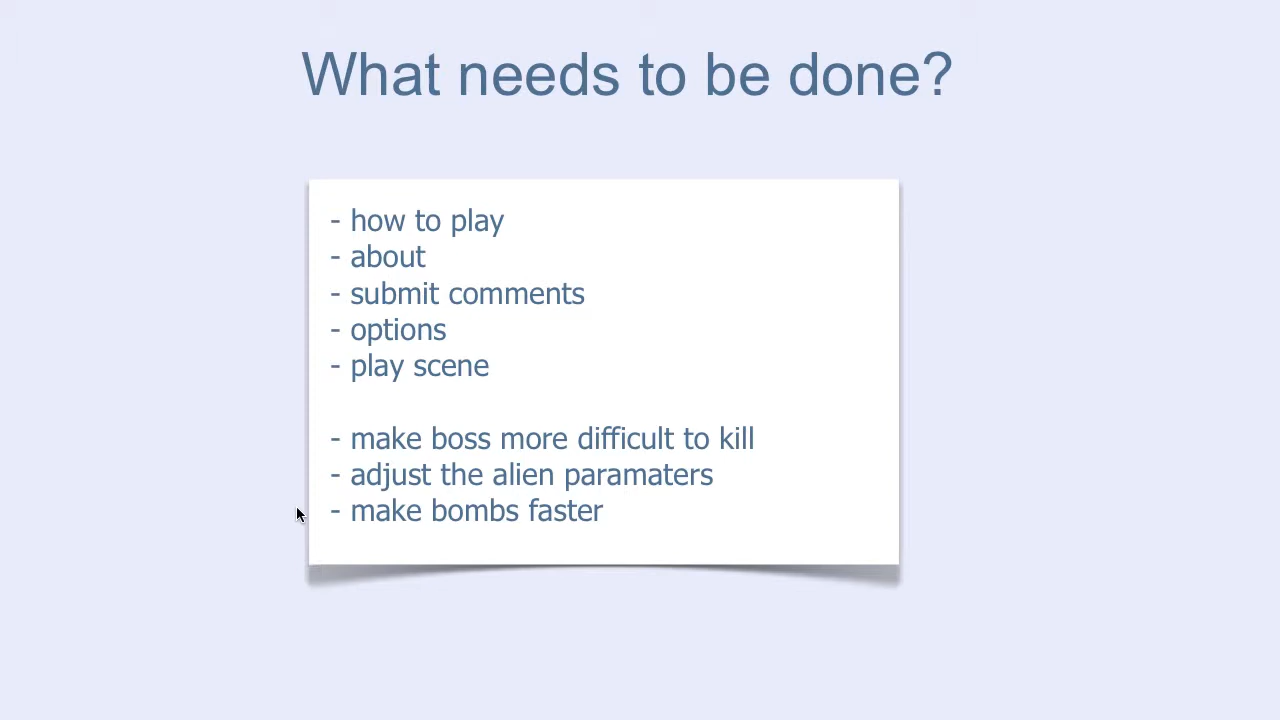 What needs to be done?
- how to play
- about
- submit comments
- options
- play scene
- make boss more difficult to kill
- adjust the alien paramaters
- make bombs faster